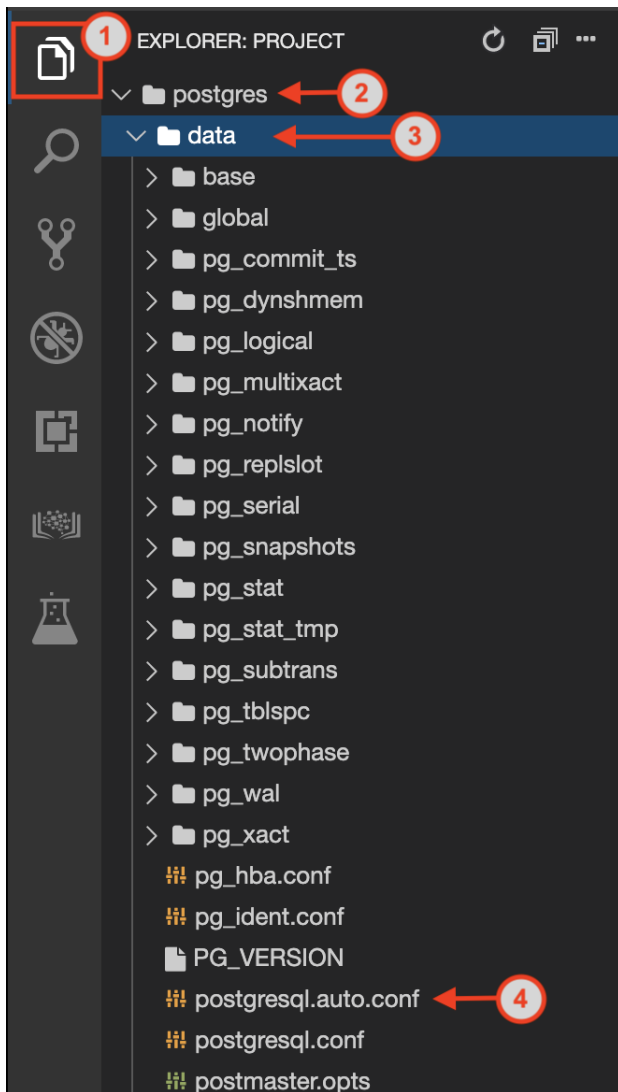 1
EXPLORER: PROJECT
postgres
2
data
3
base
global
pg_commit_ts
pg_dynshmem
pg_logical
pg_multixact
pg_notify
pg_replslot
pg_serial
pg_snapshots
pg_stat
pg_stat_tmp
pg_subtrans
pg_tblspc
pg_twophase
pg_wal
pg_xact
pg_hba.conf
pg_ident.conf
PG_VERSION
postgresql.auto.conf
4
postgresql.conf
postmaster.opts